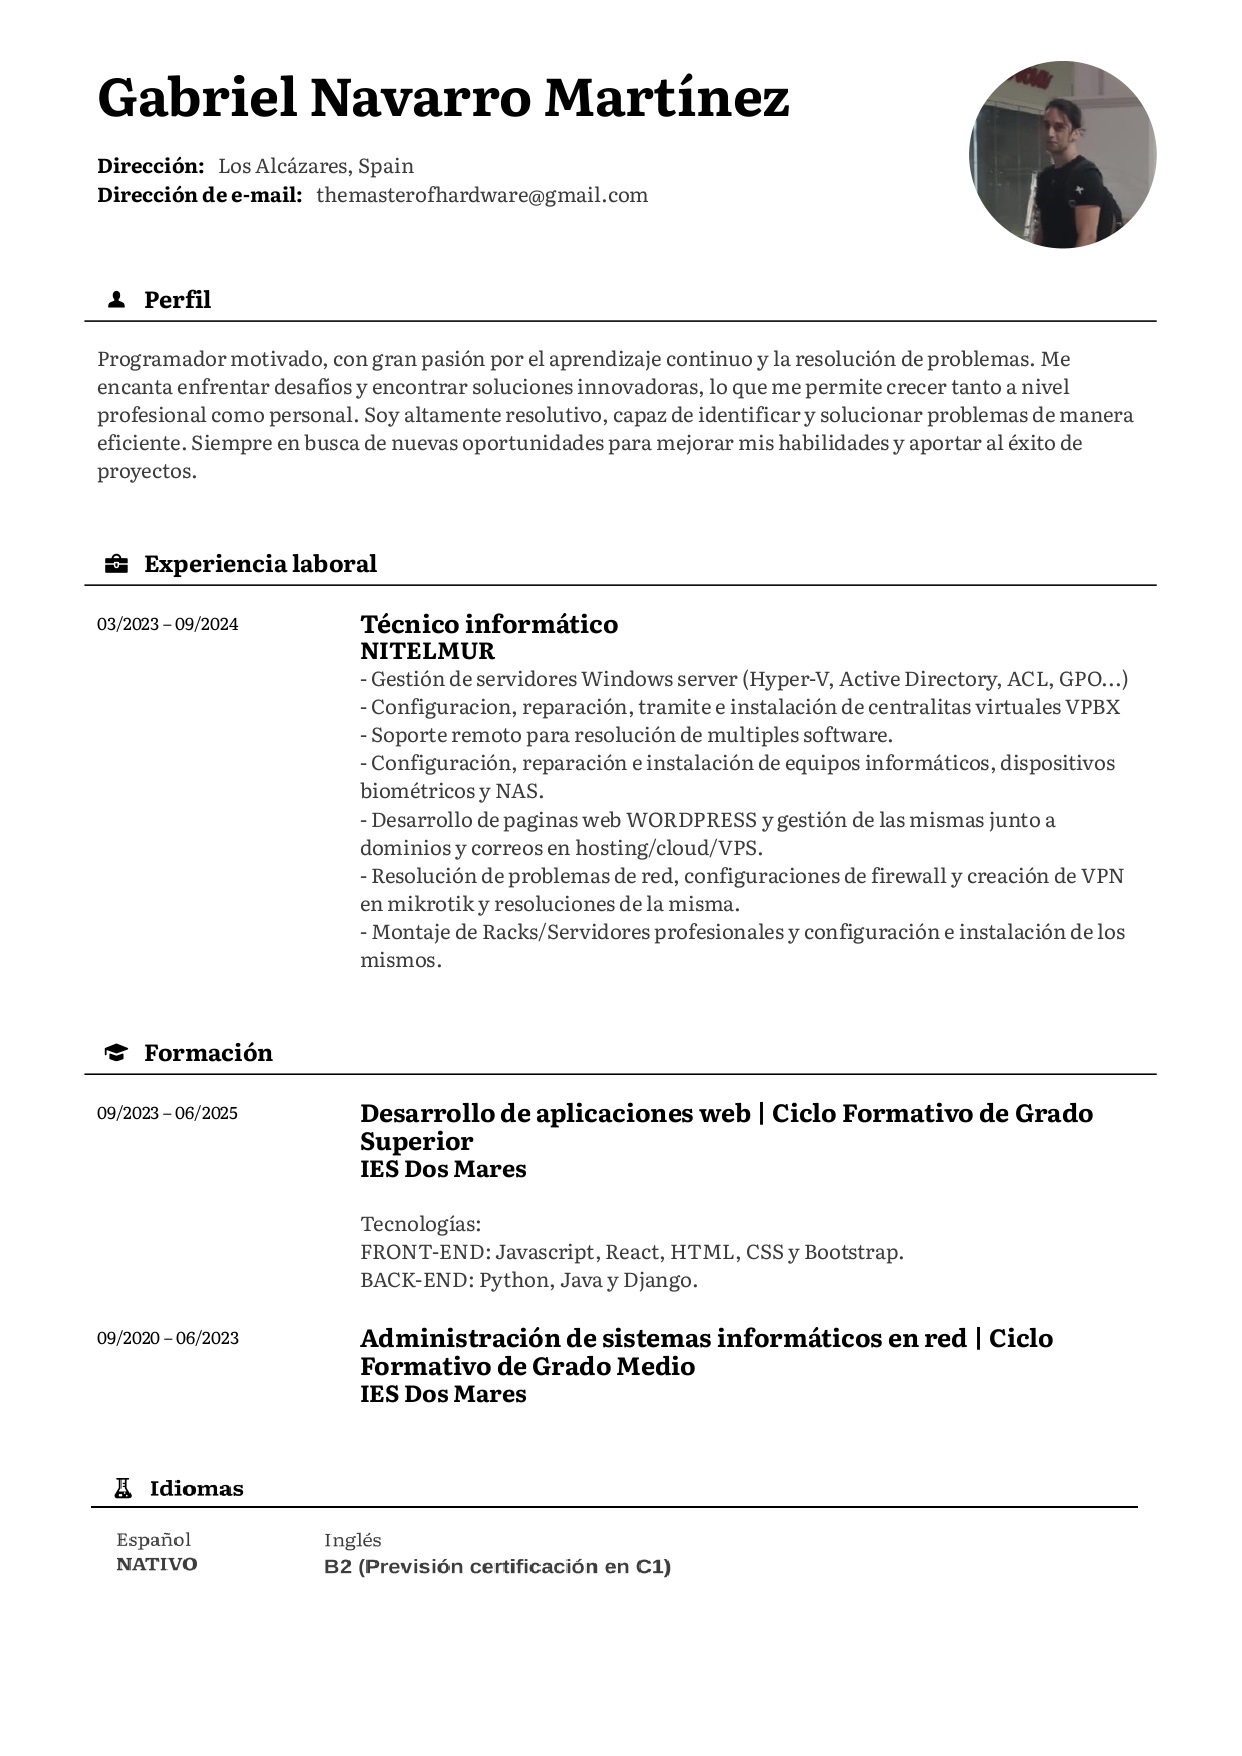 Gabriel Navarro Martínez
Dirección: Los Alcázares, Spain
Dirección de e-mail: themasterofhardware@gmail.com
Perfil
Programador motivado, con gran pasión por el aprendizaje continuo y la resolución de problemas. Me
encanta enfrentar desafíos y encontrar soluciones innovadoras, lo que me permite crecer tanto a nivel
profesional como personal. Soy altamente resolutivo, capaz de identificar y solucionar problemas de manera
eficiente. Siempre en busca de nuevas oportunidades para mejorar mis habilidades y aportar al éxito de
proyectos.
Experiencia laboral
03/2023 – 09/2024
Técnico informático
NITELMUR
- Gestión de servidores Windows server (Hyper-V, Active Directory, ACL, GPO...)
- Configuracion, reparación, tramite e instalación de centralitas virtuales VPBX
- Soporte remoto para resolución de multiples software.
- Configuración, reparación e instalación de equipos informáticos, dispositivos
biométricos y NAS.
- Desarrollo de paginas web WORDPRESS y gestión de las mismas junto a
dominios y correos en hosting/cloud/VPS.
- Resolución de problemas de red, configuraciones de firewall y creación de VPN
en mikrotik y resoluciones de la misma.
- Montaje de Racks/Servidores profesionales y configuración e instalación de los
mismos.
Formación
09/2023 – 06/2025
Desarrollo de aplicaciones web | Ciclo Formativo de Grado
Superior
IES Dos Mares
Tecnologías:
FRONT-END: Javascript, React, HTML, CSS y Bootstrap.
BACK-END: Python, Java y Django.
09/2020 – 06/2023
Administración de sistemas informáticos en red | Ciclo
Formativo de Grado Medio
IES Dos Mares
Idiomas
Español
NATIVO
Inglés
B2 (Previsión certificación en C1)